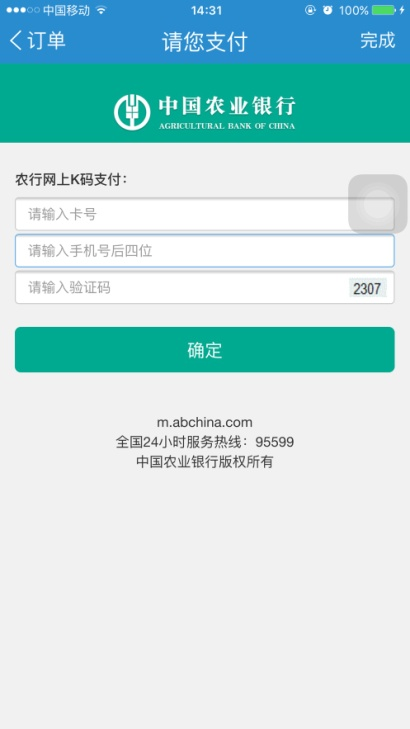 中国移动 14:31 100%
订单 请您支付 完成
中国农业银行
AGRICULTURAL BANK OF CHINA
农行网上K码支付：
请输入卡号
请输入手机号后四位
请输入验证码 2307
确定
m.abchina.com
全国24小时服务热线：95599
中国农业银行版权所有